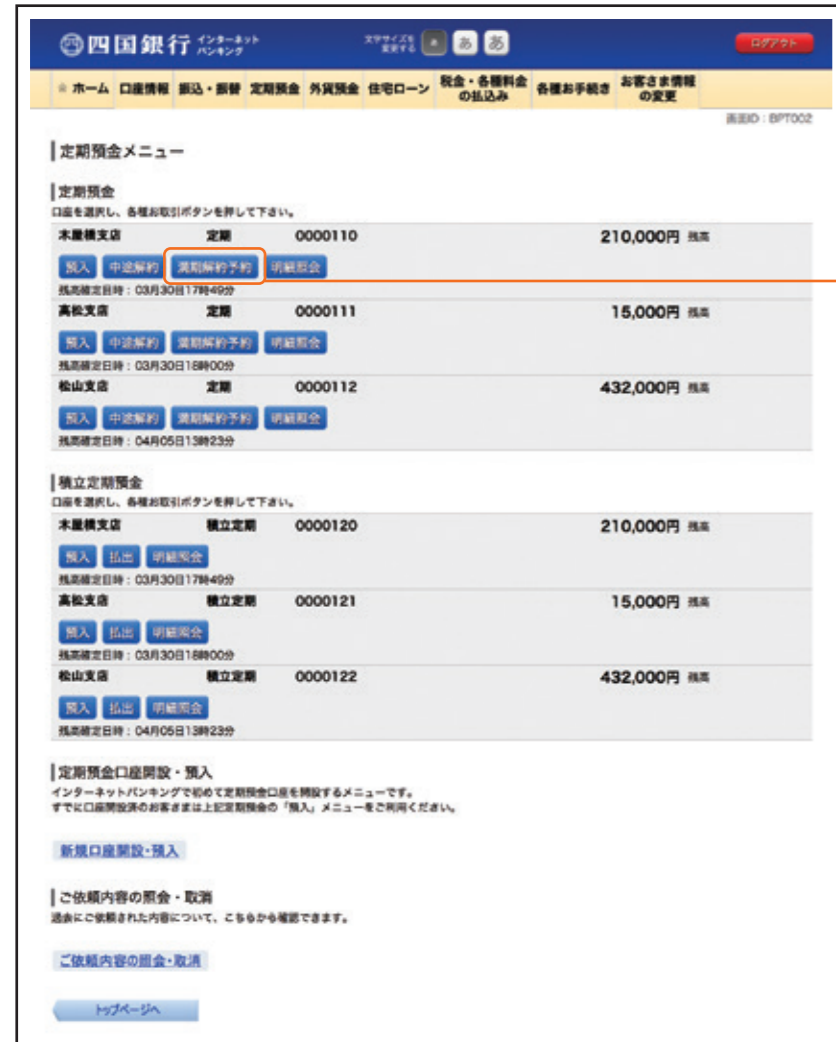 四国銀行 インターネット
バンキング
文字サイズを
変更する
あ あ あ
ログアウト
ホーム 口座情報 振込・振替 定期預金 外貨預金 住宅ローン 税金・各種料金
の払込み 各種お手続き お客さま情報
の変更
画面ID：BPT002
定期預金メニュー
定期預金
口座を選択し、各種お取引ボタンを押して下さい。
木屋橋支店 定期 0000110 210,000円 残高
預入 中途解約 満期解約予約 明細照会
残高確定日時：03月30日17時49分
高松支店 定期 0000111 15,000円 残高
預入 中途解約 満期解約予約 明細照会
残高確定日時：03月30日18時00分
松山支店 定期 0000112 432,000円 残高
預入 中途解約 満期解約予約 明細照会
残高確定日時：04月05日13時23分
積立定期預金
口座を選択し、各種お取引ボタンを押して下さい。
木屋橋支店 積立定期 0000120 210,000円 残高
預入 払出 明細照会
残高確定日時：03月30日17時49分
高松支店 積立定期 0000121 15,000円 残高
預入 払出 明細照会
残高確定日時：03月30日18時00分
松山支店 積立定期 0000122 432,000円 残高
預入 払出 明細照会
残高確定日時：04月05日13時23分
定期預金口座開設・預入
インターネットバンキングで初めて定期預金口座を開設するメニューです。
すでに口座開設済のお客さまは上記定期預金の「預入」メニューをご利用ください。
新規口座開設・預入
ご依頼内容の照会・取消
過去にご依頼された内容について、こちらから確認できます。
ご依頼内容の照会・取消
トップページへ